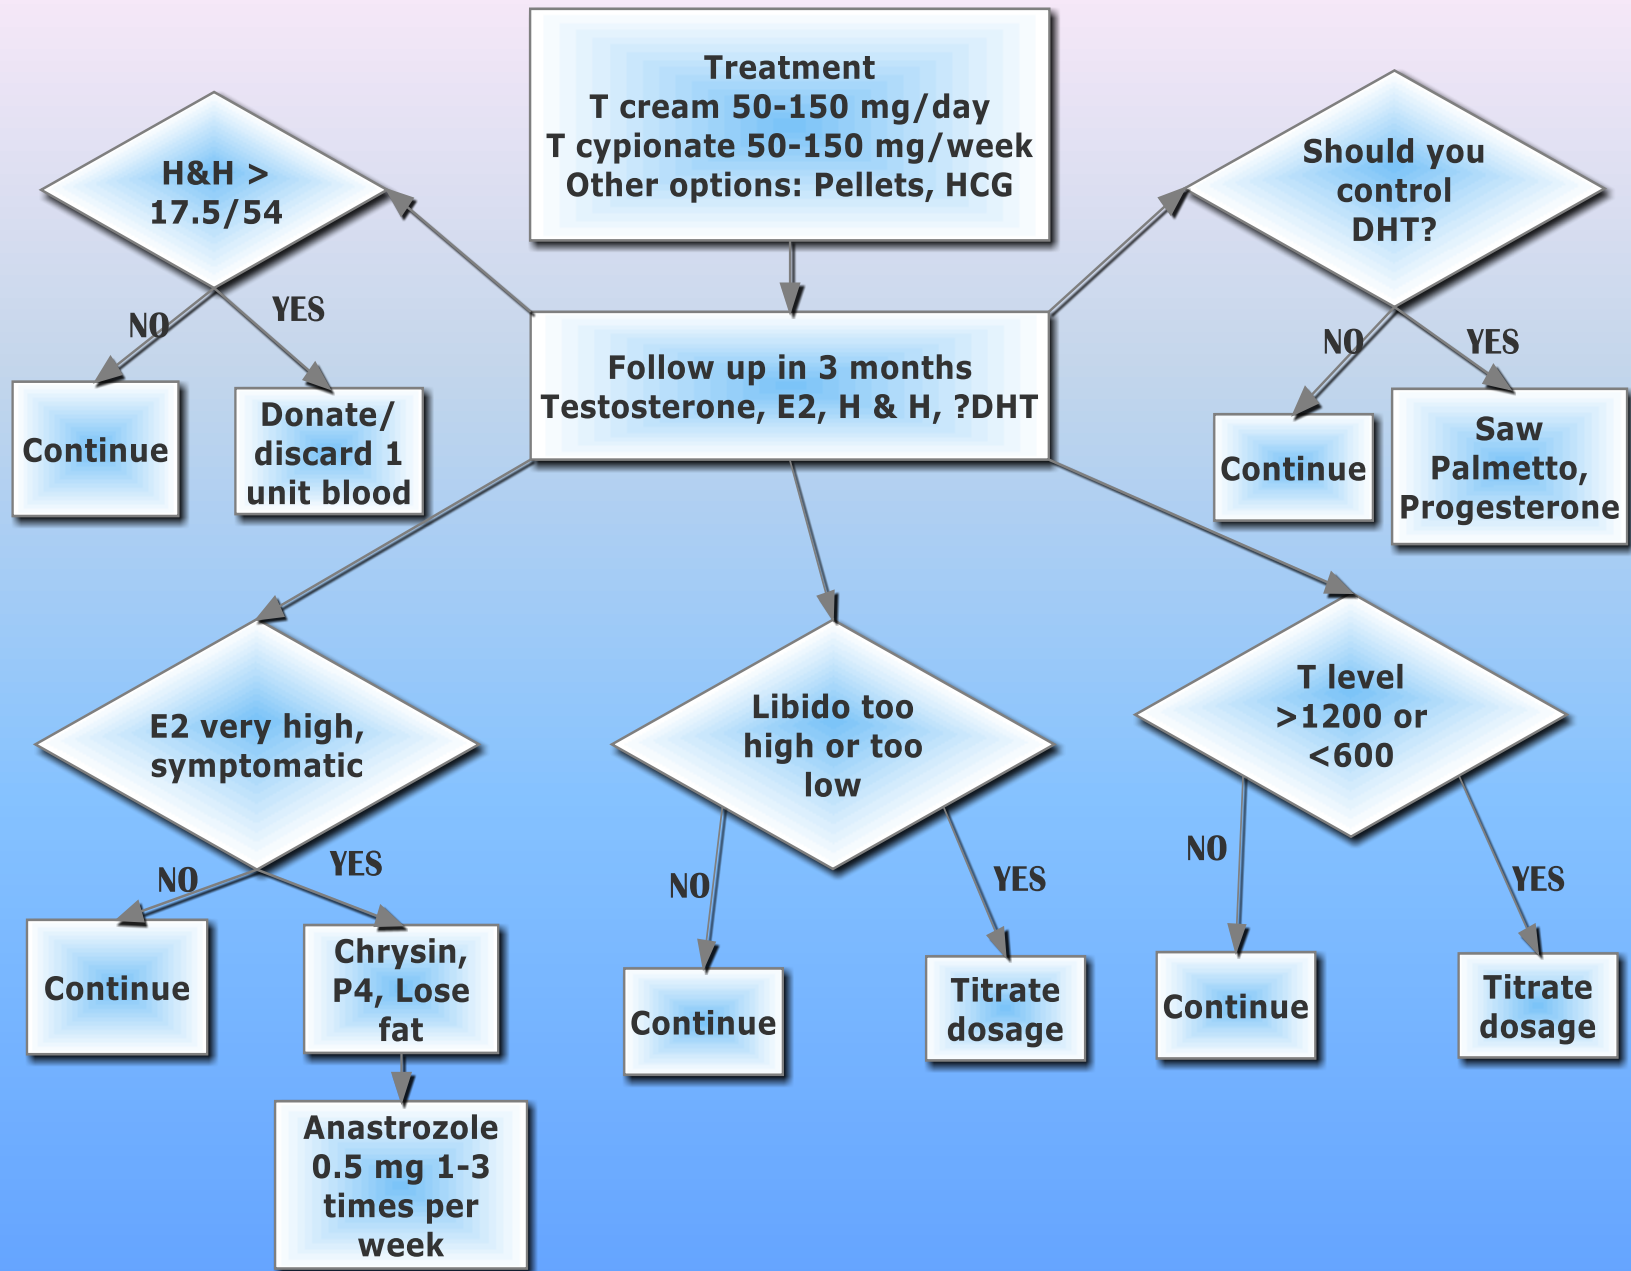 Treatment
T cream 50-150 mg/day
T cypionate 50-150 mg/week
Other options: Pellets, HCG
H&H >
17.5/54
Should you
control
DHT?
NO
YES
Follow up in 3 months
Testosterone, E2, H & H, ?DHT
NO
YES
Continue
Donate/
discard 1
unit blood
Continue
Saw
Palmetto,
Progesterone
E2 very high,
symptomatic
Libido too
high or too
low
T level
>1200 or
<600
NO
YES
NO
YES
NO
YES
Continue
Chrysin,
P4, Lose
fat
Continue
Titrate
dosage
Continue
Titrate
dosage
Anastrozole
0.5 mg 1-3
times per
week